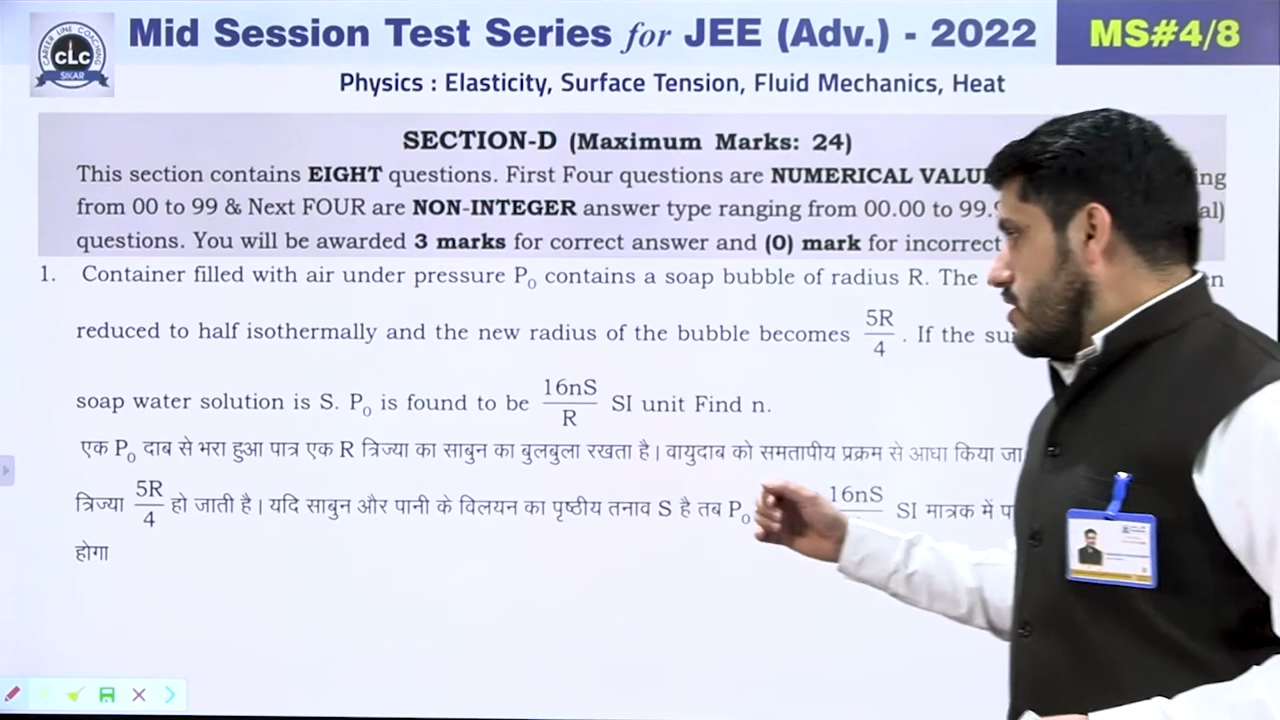 Mid Session Test Series for JEE (Adv.) - 2022
MS#4/8
CAREER LINE COACHING
CLC
SIKAR
Physics : Elasticity, Surface Tension, Fluid Mechanics, Heat
SECTION-D (Maximum Marks: 24)
This section contains EIGHT questions. First Four questions are NUMERICAL
from 00 to 99 & Next FOUR are NON-INTEGER answer type ranging from 00.00 to
questions. You will be awarded 3 marks for correct answer and (0) mark for incorrect
1. Container filled with air under pressure P₀ contains a soap bubble of radius R. The
reduced to half isothermally and the new radius of the bubble becomes 5R/4 . If the
soap water solution is S. P₀ is found to be 16nS/R SI unit Find n.
एक P₀ दाब से भरा हुआ पात्र एक R त्रिज्या का साबुन का बुलबुला रखता है। वायुदाब को समतापीय प्रक्रम से आधा किया जा
त्रिज्या 5R/4 हो जाती है। यदि साबुन और पानी के विलयन का पृष्ठीय तनाव S है तब P₀ 16nS SI मात्रक में
होगा